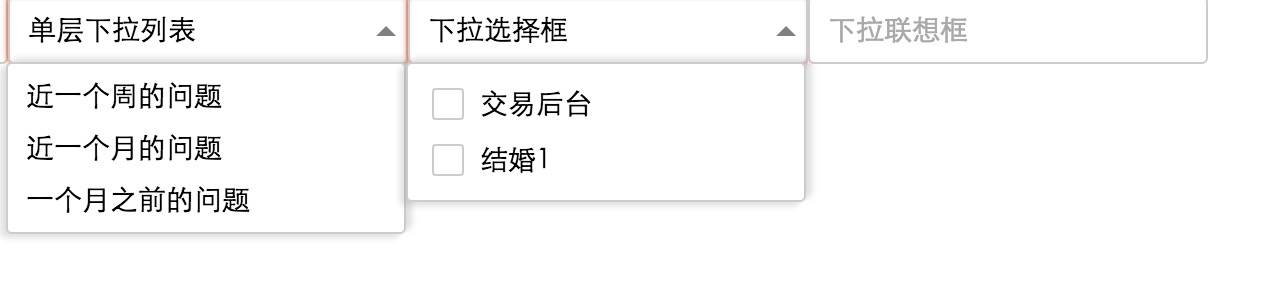 单层下拉列表
近一个周的问题
近一个月的问题
一个月之前的问题
下拉选择框
交易后台
结婚1
下拉联想框